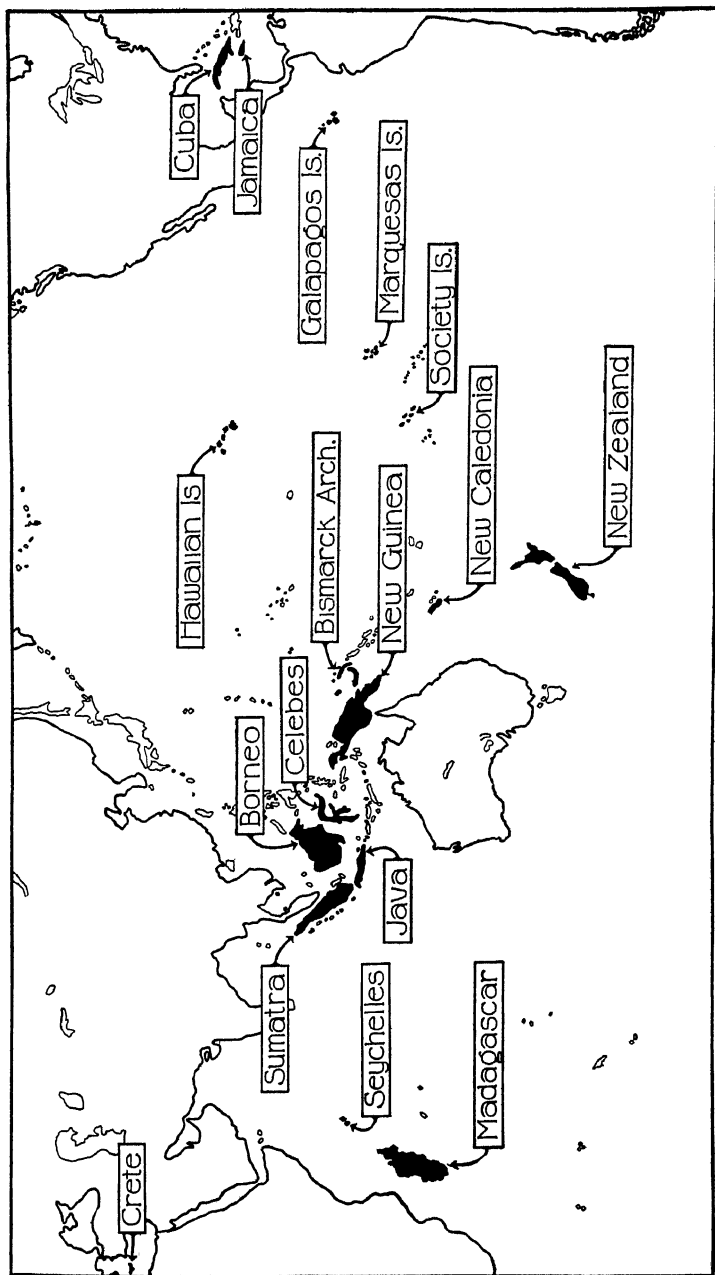 Crete
Cuba
Jamaica
Hawaiian Is
Galapagos Is.
Marquesas Is.
Society Is.
Bismarck Arch.
New Guinea
New Caledonia
New Zealand
Borneo
Celebes
Sumatra
Java
Seychelles
Madagascar